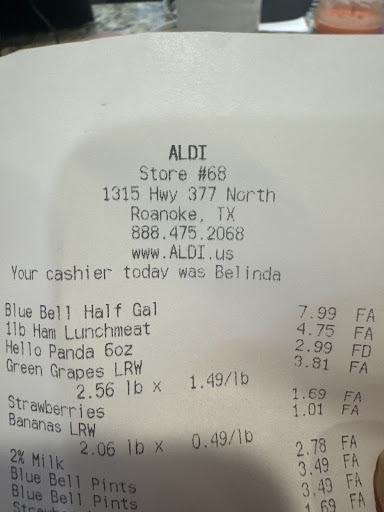 ALDI
Store #68
1315 Hwy 377 North
Roanoke, TX
888.475.2068
www.ALDI.us
Your cashier today was Belinda
Blue Bell Half Gal 7.99 FA
1lb Ham Lunchmeat 4.75 FA
Hello Panda 6oz 2.99 FD
Green Grapes LRW 3.81 FA
2.56 lb x 1.49/lb
Strawberries 1.69 FA
Bananas LRW 1.01 FA
2.06 lb x 0.49/lb
2% Milk 2.78 FA
Blue Bell Pints 3.49 FA
Blue Bell Pints 3.49 FA
1.69 FA